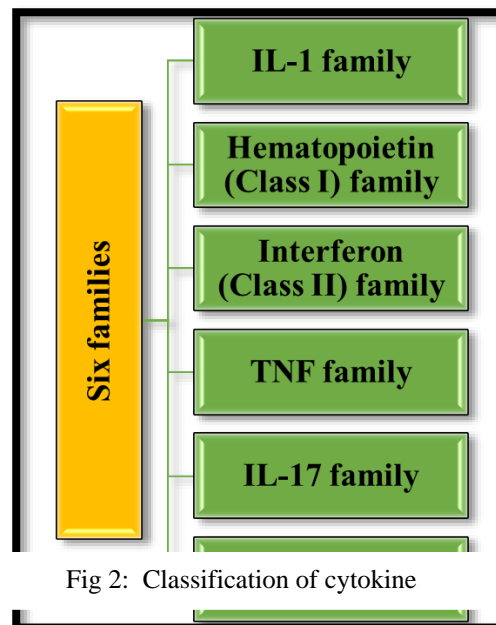 Six families
IL-1 family
Hematopoietin
(Class I) family
Interferon
(Class II) family
TNF family
IL-17 family
Fig 2: Classification of cytokine